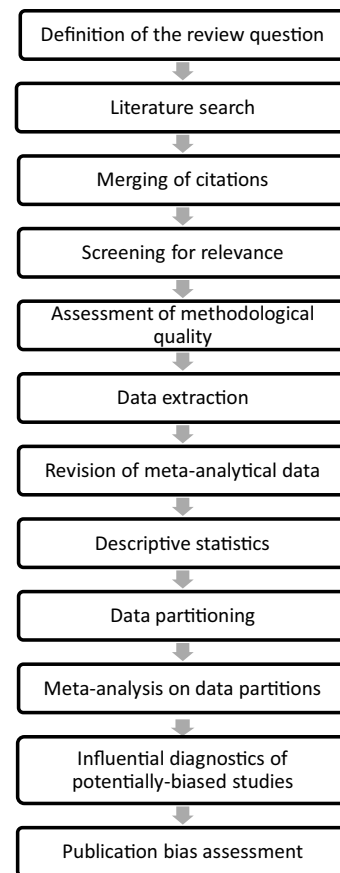 Definition of the review question
Literature search
Merging of citations
Screening for relevance
Assessment of methodological
quality
Data extraction
Revision of meta-analytical data
Descriptive statistics
Data partitioning
Meta-analysis on data partitions
Influential diagnostics of
potentially-biased studies
Publication bias assessment